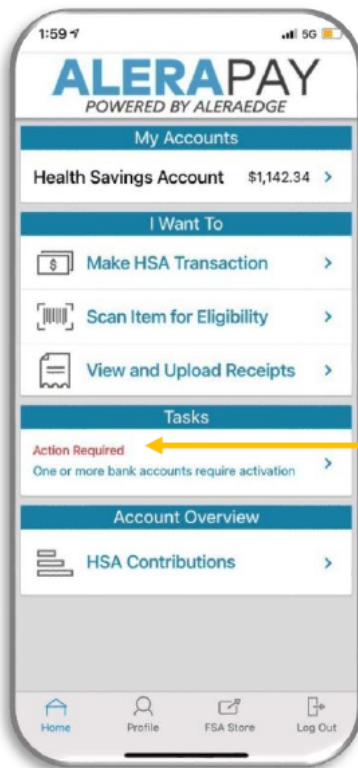 1:59 5G
ALERAPAY
POWERED BY ALERAEDGE
My Accounts
Health Savings Account $1,142.34
I Want To
$ Make HSA Transaction
Scan Item for Eligibility
View and Upload Receipts
Tasks
Action Required
One or more bank accounts require activation
Account Overview
HSA Contributions
Home Profile FSA Store Log Out